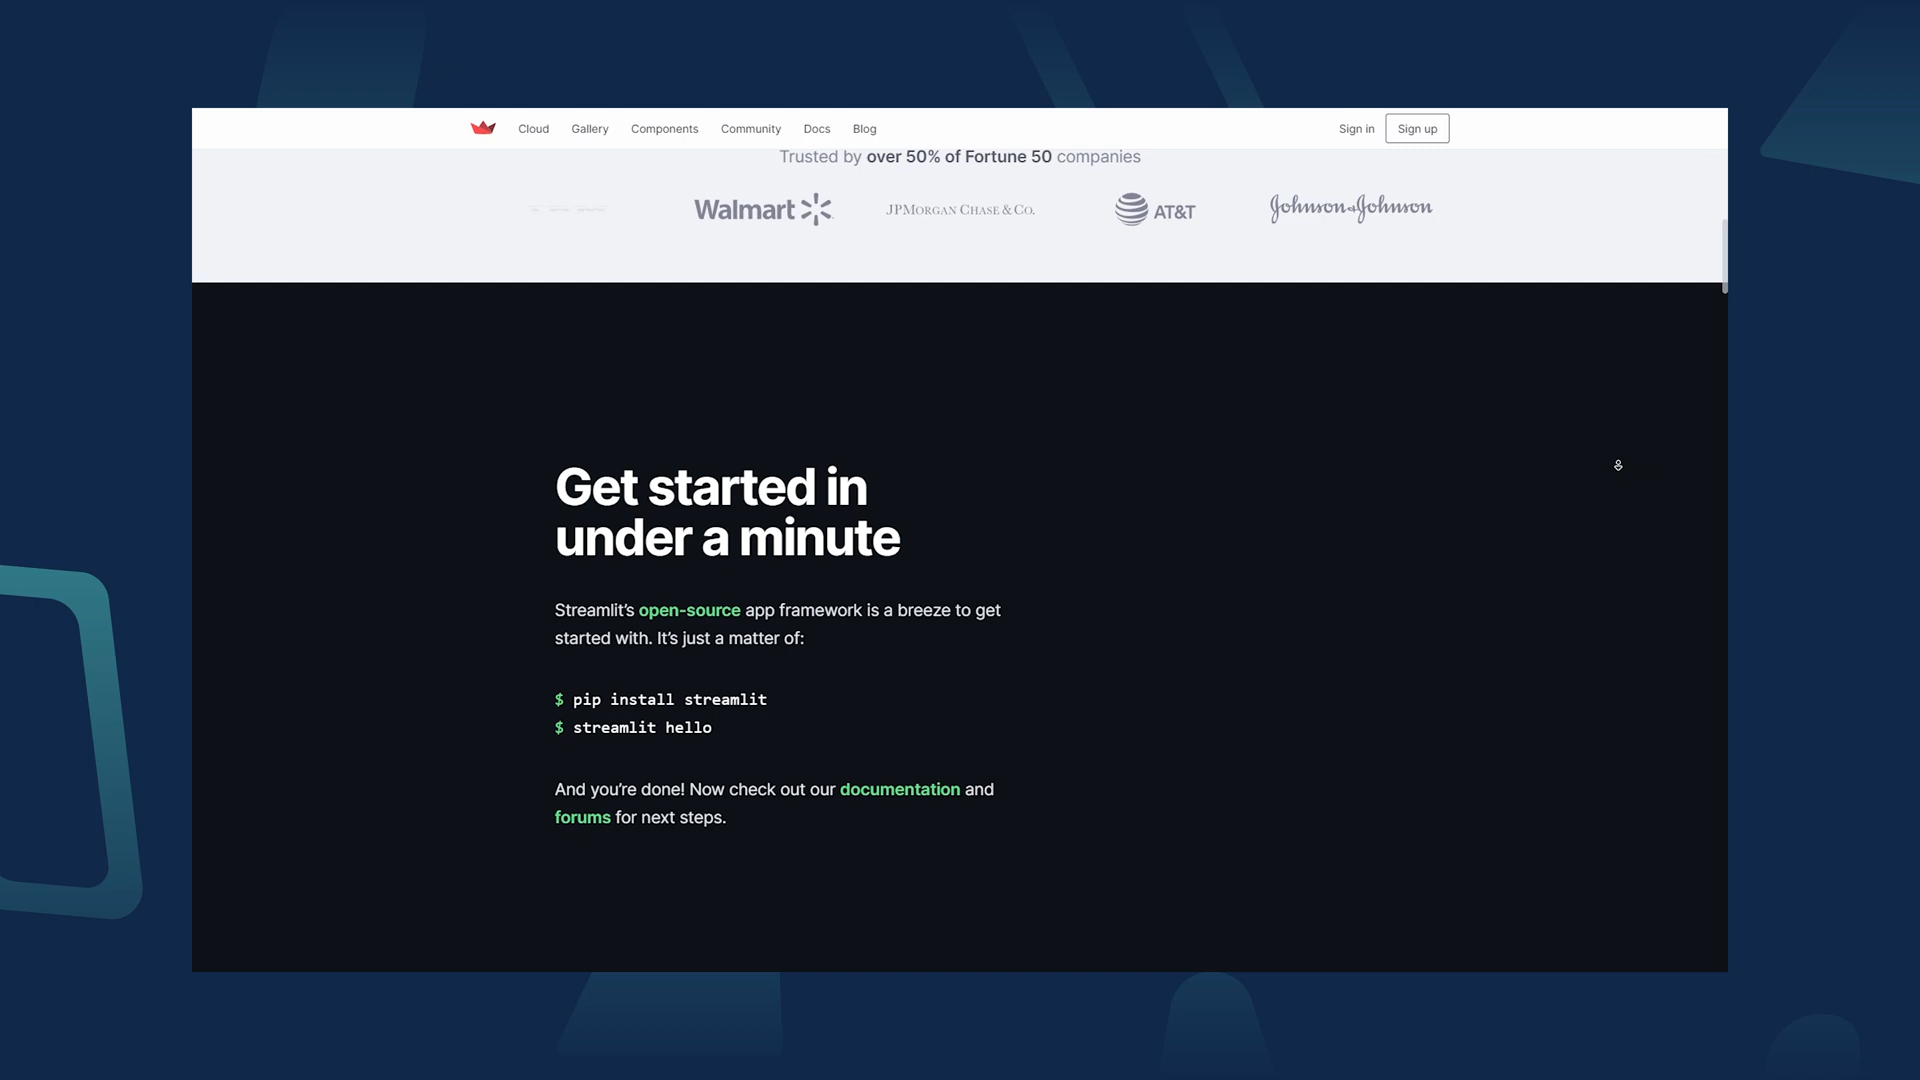 Cloud Gallery Components Community Docs Blog Sign in Sign up
Trusted by over 50% of Fortune 50 companies
Walmart JPMORGAN CHASE & CO. AT&T Johnson & Johnson
Get started in
under a minute
Streamlit’s open-source app framework is a breeze to get
started with. It’s just a matter of:
$ pip install streamlit
$ streamlit hello
And you’re done! Now check out our documentation and
forums for next steps.